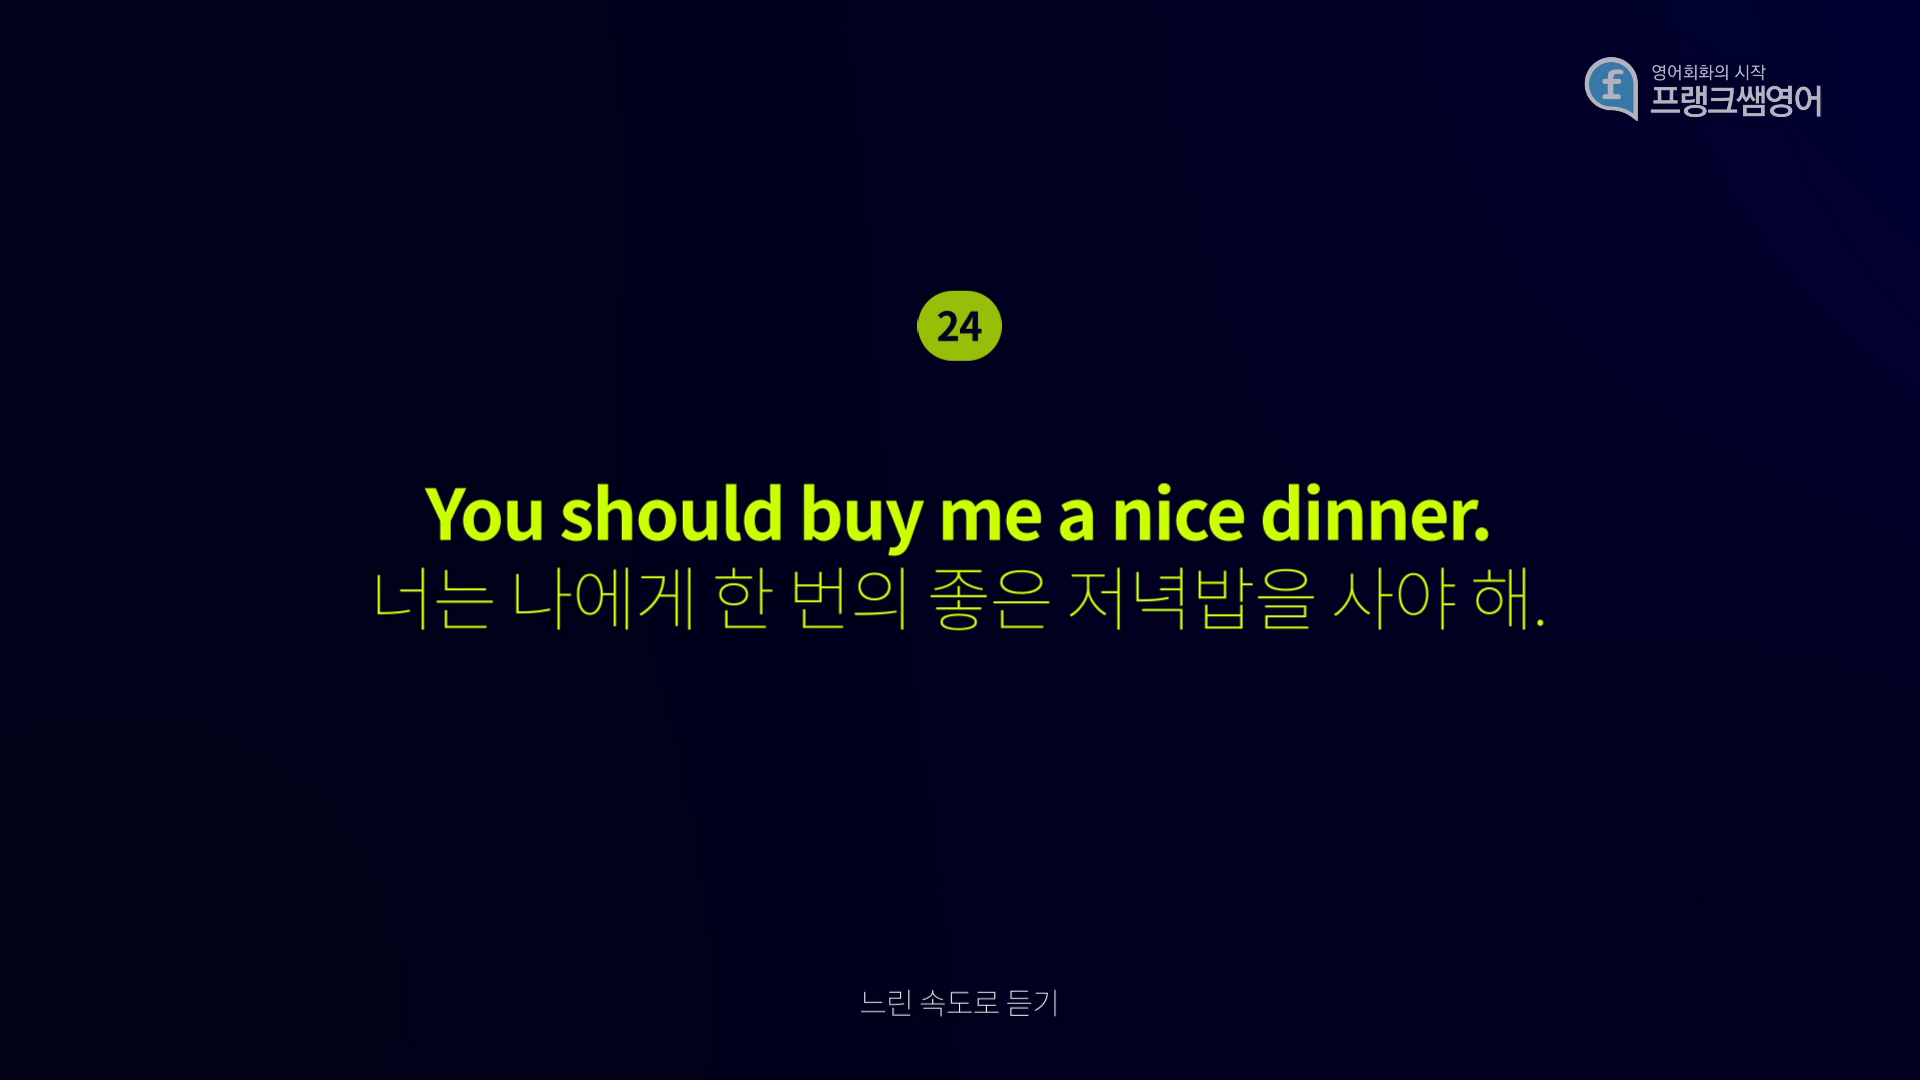 영어회화의 시작
프랭크쌤영어
24
You should buy me a nice dinner.
너는 나에게 한 번의 좋은 저녁밥을 사야 해.
느린 속도로 듣기